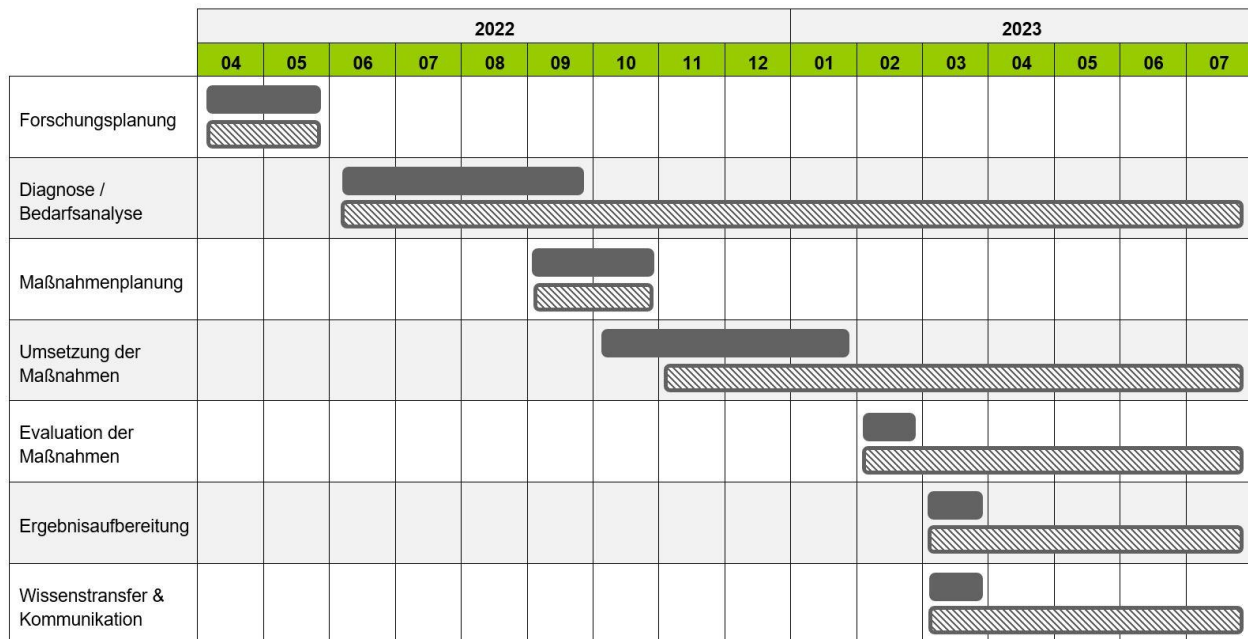 2022 2023
04 05 06 07 08 09 10 11 12 01 02 03 04 05 06 07
Forschungsplanung
Diagnose /
Bedarfsanalyse
Maßnahmenplanung
Umsetzung der
Maßnahmen
Evaluation der
Maßnahmen
Ergebnisaufbereitung
Wissenstransfer &
Kommunikation